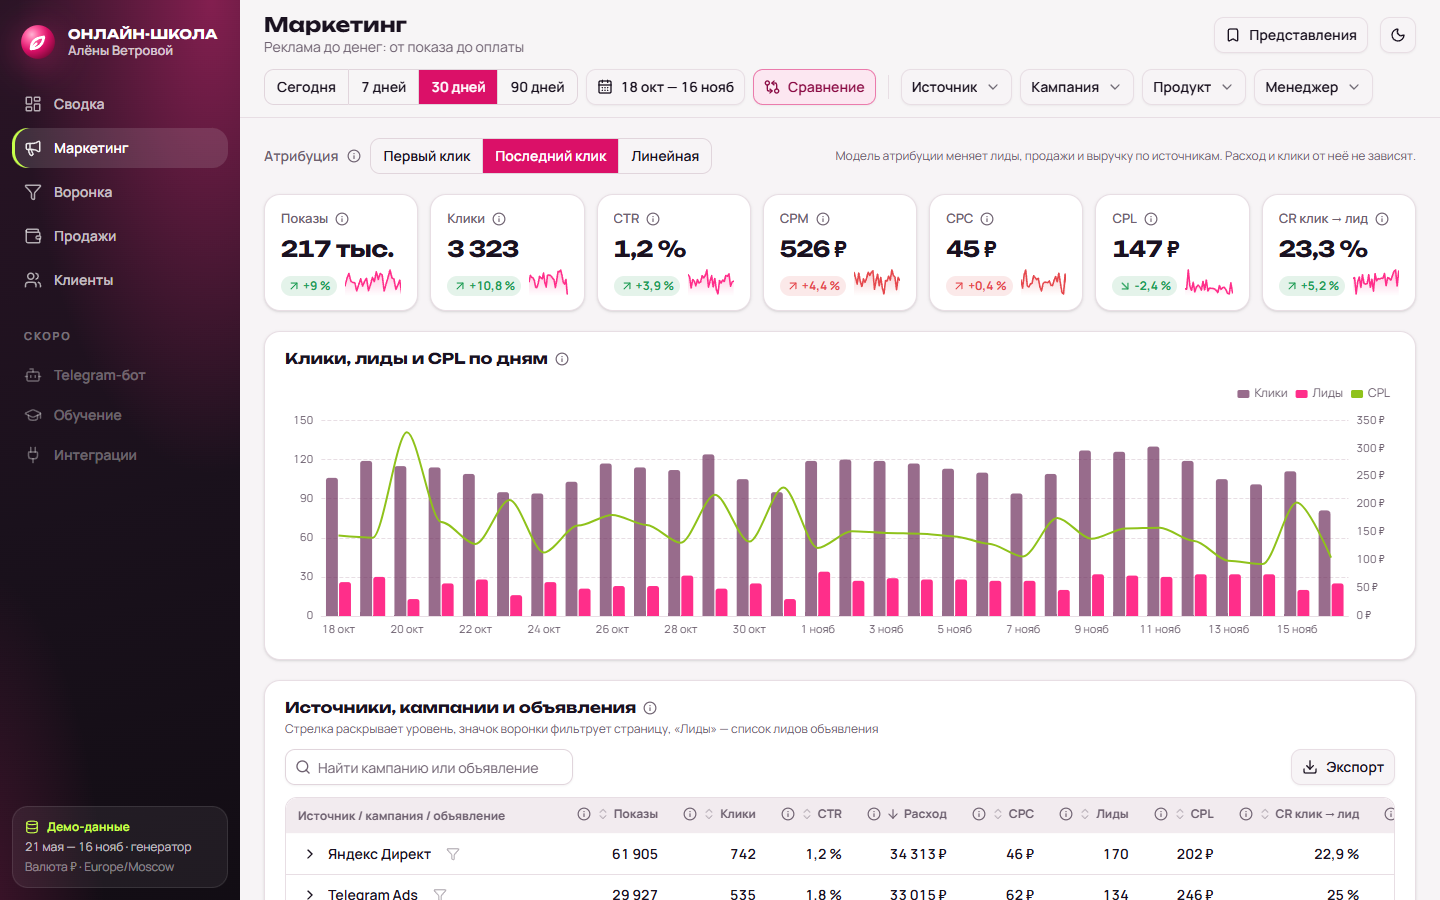 ОНЛАЙН-ШКОЛА
Алёны Ветровой
Сводка
Маркетинг
Воронка
Продажи
Клиенты
СКОРО
Telegram-бот
Обучение
Интеграции
Демо-данные
21 мая — 16 нояб · генератор
Валюта ₽ · Europe/Moscow
Маркетинг
Реклама до денег: от показа до оплаты
Представления
Сегодня 7 дней 30 дней 90 дней 18 окт — 16 нояб Сравнение Источник Кампания Продукт Менеджер
Атрибуция Первый клик Последний клик Линейная
Модель атрибуции меняет лиды, продажи и выручку по источникам. Расход и клики от неё не зависят.
Показы Клики CTR CPM CPC CPL CR клик → лид
217 тыс. 3 323 1,2 % 526 ₽ 45 ₽ 147 ₽ 23,3 %
+9 % +10,8 % +3,9 % +4,4 % +0,4 % -2,4 % +5,2 %
Клики, лиды и CPL по дням
Клики Лиды CPL
150 350 ₽
300 ₽
120 250 ₽
90 200 ₽
60 150 ₽
100 ₽
30 50 ₽
0 0 ₽
18 окт 20 окт 22 окт 24 окт 26 окт 28 окт 30 окт 1 нояб 3 нояб 5 нояб 7 нояб 9 нояб 11 нояб 13 нояб 15 нояб
Источники, кампании и объявления
Стрелка раскрывает уровень, значок воронки фильтрует страницу, «Лиды» — список лидов объявления
Найти кампанию или объявление
Экспорт
Источник / кампания / объявление Показы Клики CTR Расход CPC Лиды CPL CR клик → лид
Яндекс Директ 61 905 742 1,2 % 34 313 ₽ 46 ₽ 170 202 ₽ 22,9 %
Telegram Ads 29 927 535 1,8 % 33 015 ₽ 62 ₽ 134 246 ₽ 25 %